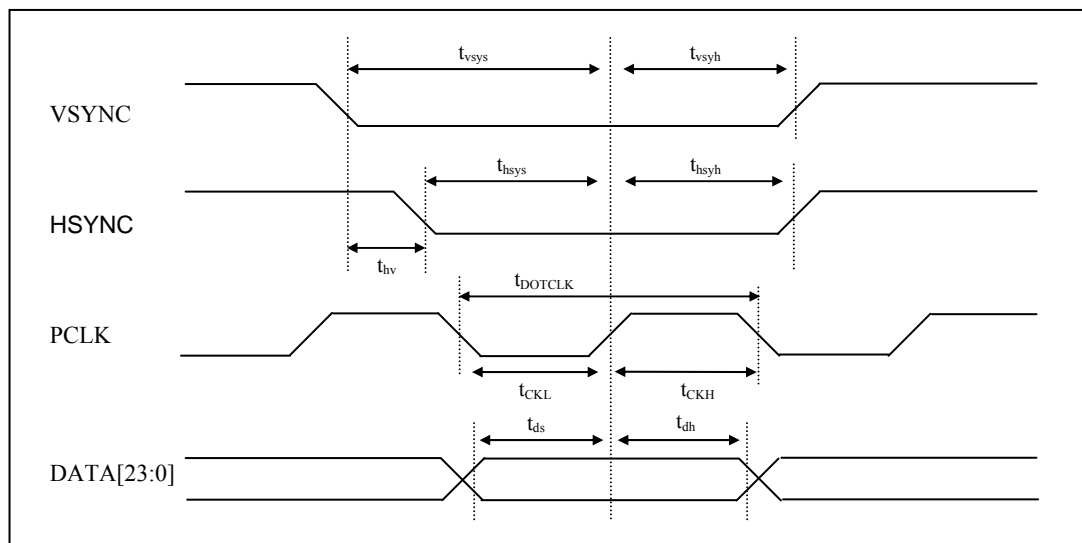 t_vsys t_vsyh
VSYNC
t_hsys t_hsyh
HSYNC
t_hv
t_DOTCLK
PCLK
t_CKL t_CKH
t_ds t_dh
DATA[23:0]